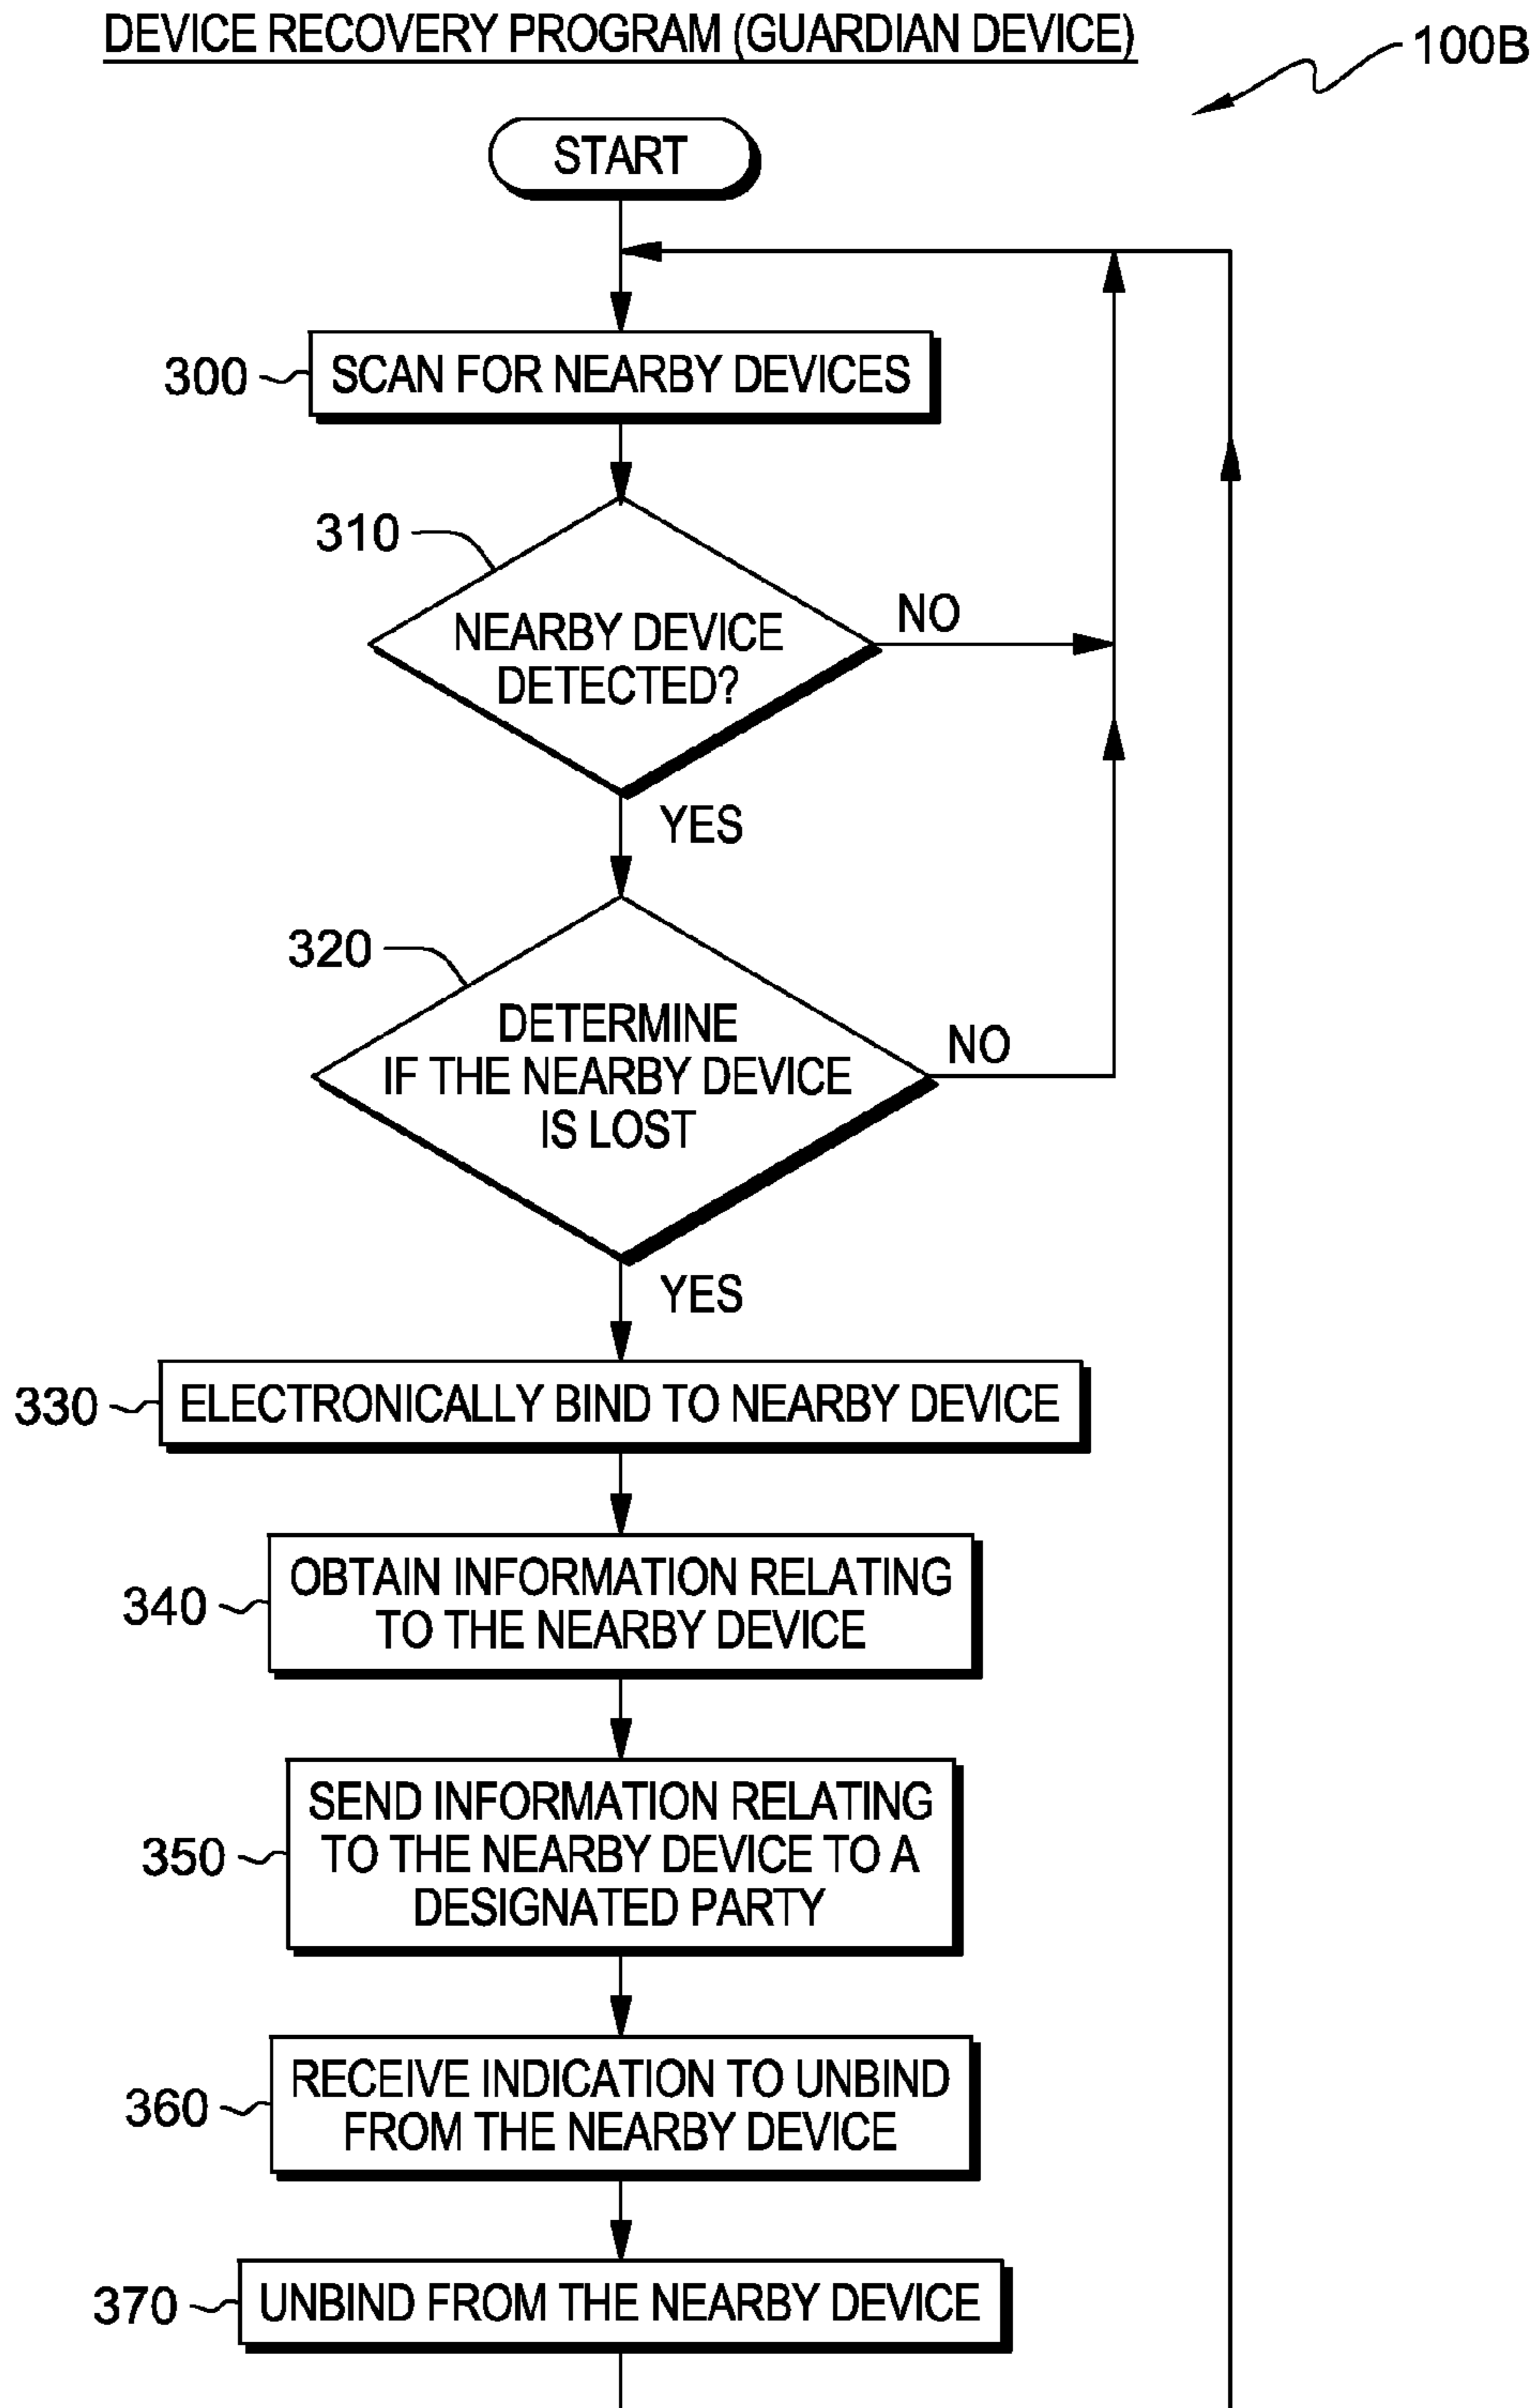 DEVICE RECOVERY PROGRAM (GUARDIAN DEVICE)
100B
START
300
SCAN FOR NEARBY DEVICES
310
NEARBY DEVICE
DETECTED?
NO
YES
320
DETERMINE
IF THE NEARBY DEVICE
IS LOST
NO
YES
330
ELECTRONICALLY BIND TO NEARBY DEVICE
340
OBTAIN INFORMATION RELATING
TO THE NEARBY DEVICE
350
SEND INFORMATION RELATING
TO THE NEARBY DEVICE TO A
DESIGNATED PARTY
360
RECEIVE INDICATION TO UNBIND
FROM THE NEARBY DEVICE
370
UNBIND FROM THE NEARBY DEVICE